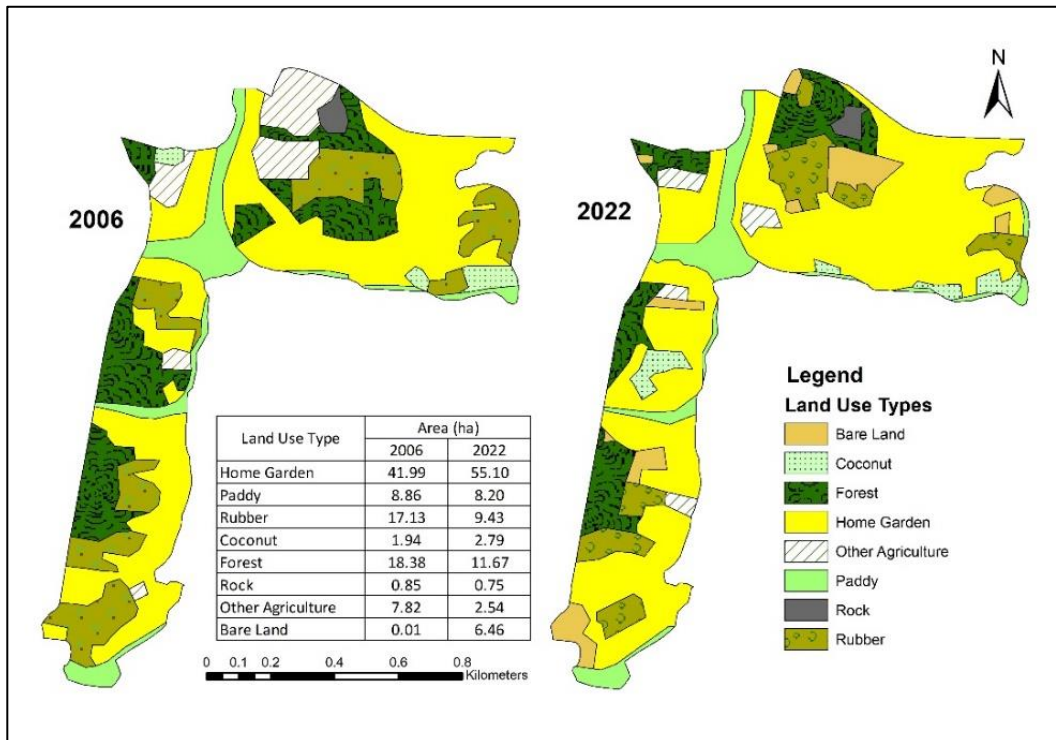 N
2006
2022
Land Use Type Area (ha)
2006 2022
Home Garden 41.99 55.10
Paddy 8.86 8.20
Rubber 17.13 9.43
Coconut 1.94 2.79
Forest 18.38 11.67
Rock 0.85 0.75
Other Agriculture 7.82 2.54
Bare Land 0.01 6.46
0 0.1 0.2 0.4 0.6 0.8
Kilometers
Legend
Land Use Types
Bare Land
Coconut
Forest
Home Garden
Other Agriculture
Paddy
Rock
Rubber